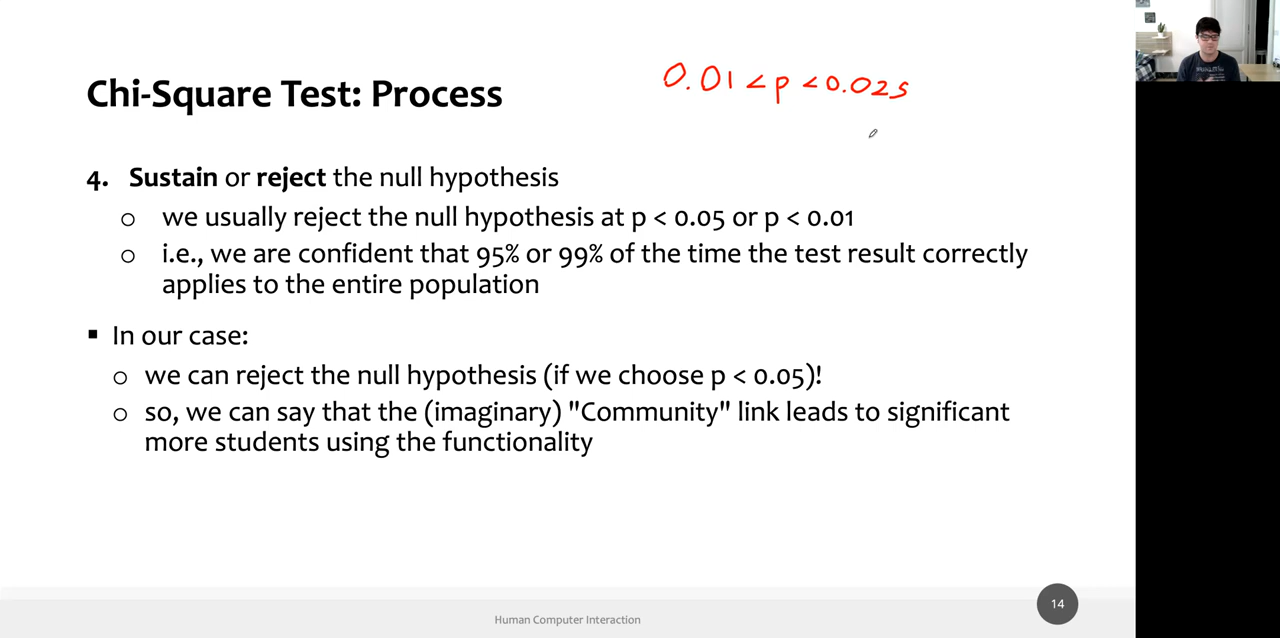 Chi-Square Test: Process
0.01 < p < 0.025
4. Sustain or reject the null hypothesis
o we usually reject the null hypothesis at p < 0.05 or p < 0.01
o i.e., we are confident that 95% or 99% of the time the test result correctly
applies to the entire population
▪ In our case:
o we can reject the null hypothesis (if we choose p < 0.05)!
o so, we can say that the (imaginary) "Community" link leads to significant
more students using the functionality
14
Human Computer Interaction